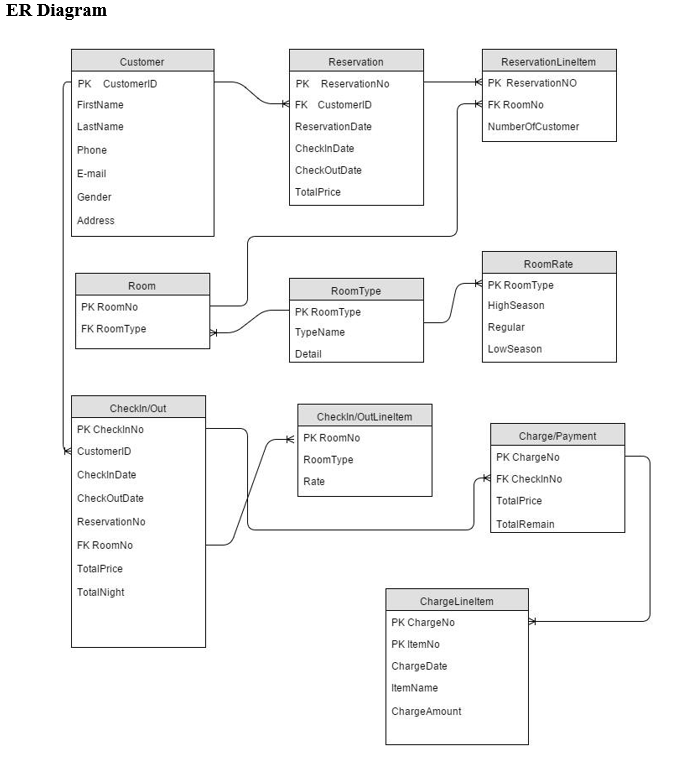 ER Diagram
Customer
PK CustomerID
FirstName
LastName
Phone
E-mail
Gender
Address
Reservation
PK ReservationNo
FK CustomerID
ReservationDate
CheckInDate
CheckOutDate
TotalPrice
ReservationLineItem
PK ReservationNO
FK RoomNo
NumberOfCustomer
Room
PK RoomNo
FK RoomType
RoomType
PK RoomType
TypeName
Detail
RoomRate
PK RoomType
HighSeason
Regular
LowSeason
CheckIn/Out
PK CheckInNo
CustomerID
CheckInDate
CheckOutDate
ReservationNo
FK RoomNo
TotalPrice
TotalNight
CheckIn/OutLineItem
PK RoomNo
RoomType
Rate
Charge/Payment
PK ChargeNo
FK CheckInNo
TotalPrice
TotalRemain
ChargeLineItem
PK ChargeNo
PK ItemNo
ChargeDate
ItemName
ChargeAmount